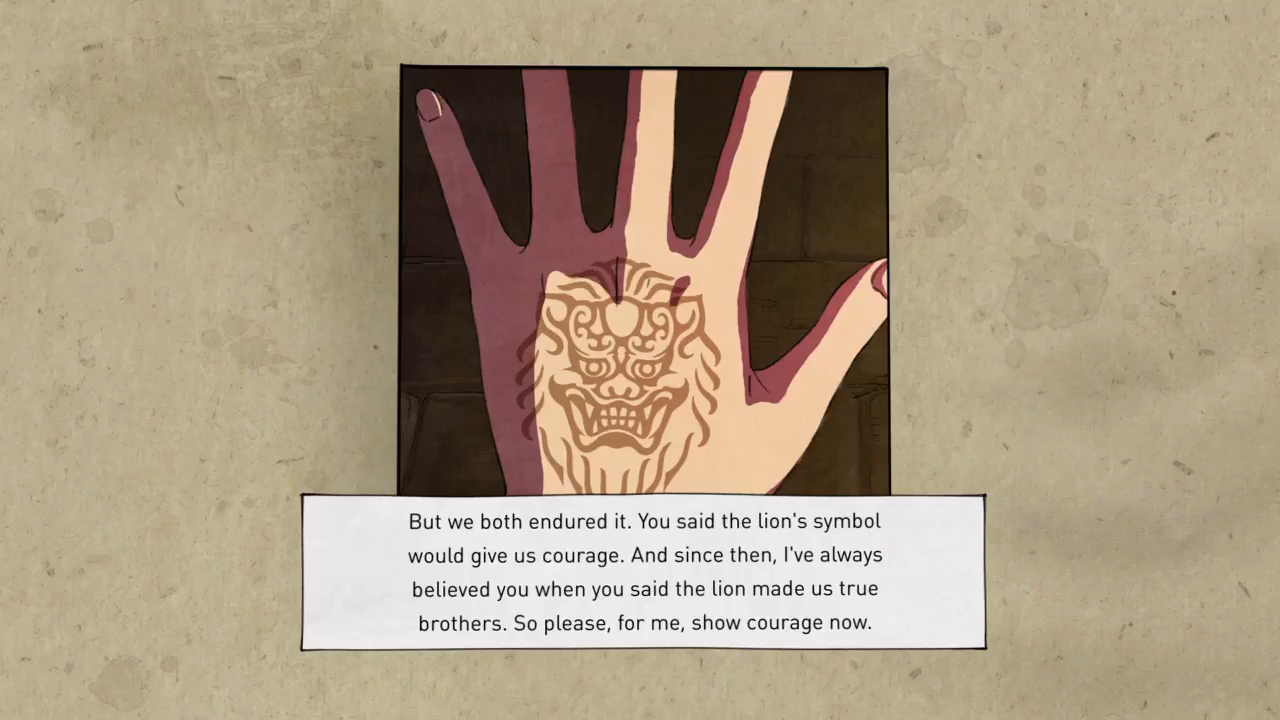 But we both endured it. You said the lion's symbol
would give us courage. And since then, I've always
believed you when you said the lion made us true
brothers. So please, for me, show courage now.